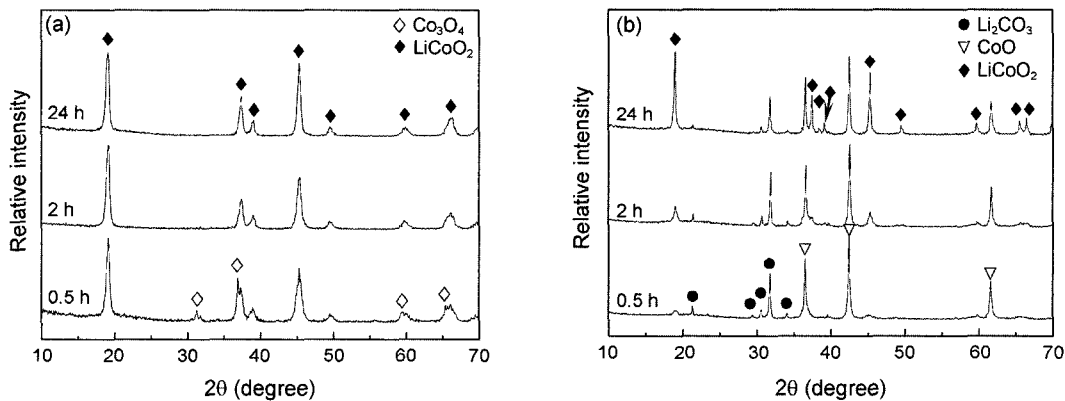 (a)
◇ Co₃O₄
◆ LiCoO₂
24 h
2 h
0.5 h
Relative intensity
10 20 30 40 50 60 70
2θ (degree)
(b)
● Li₂CO₃
▽ CoO
◆ LiCoO₂
24 h
2 h
0.5 h
Relative intensity
10 20 30 40 50 60 70
2θ (degree)